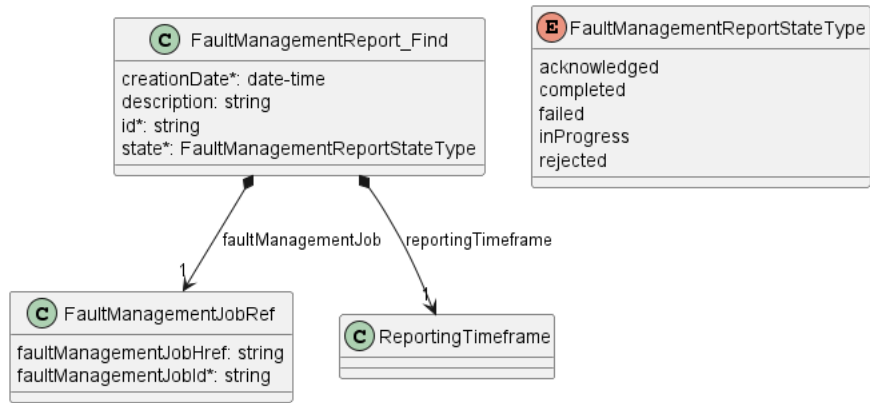 C FaultManagementReport_Find
creationDate*: date-time
description: string
id*: string
state*: FaultManagementReportStateType
E FaultManagementReportStateType
acknowledged
completed
failed
inProgress
rejected
faultManagementJob
reportingTimeframe
1
1
C FaultManagementJobRef
faultManagementJobHref: string
faultManagementJobId*: string
C ReportingTimeframe